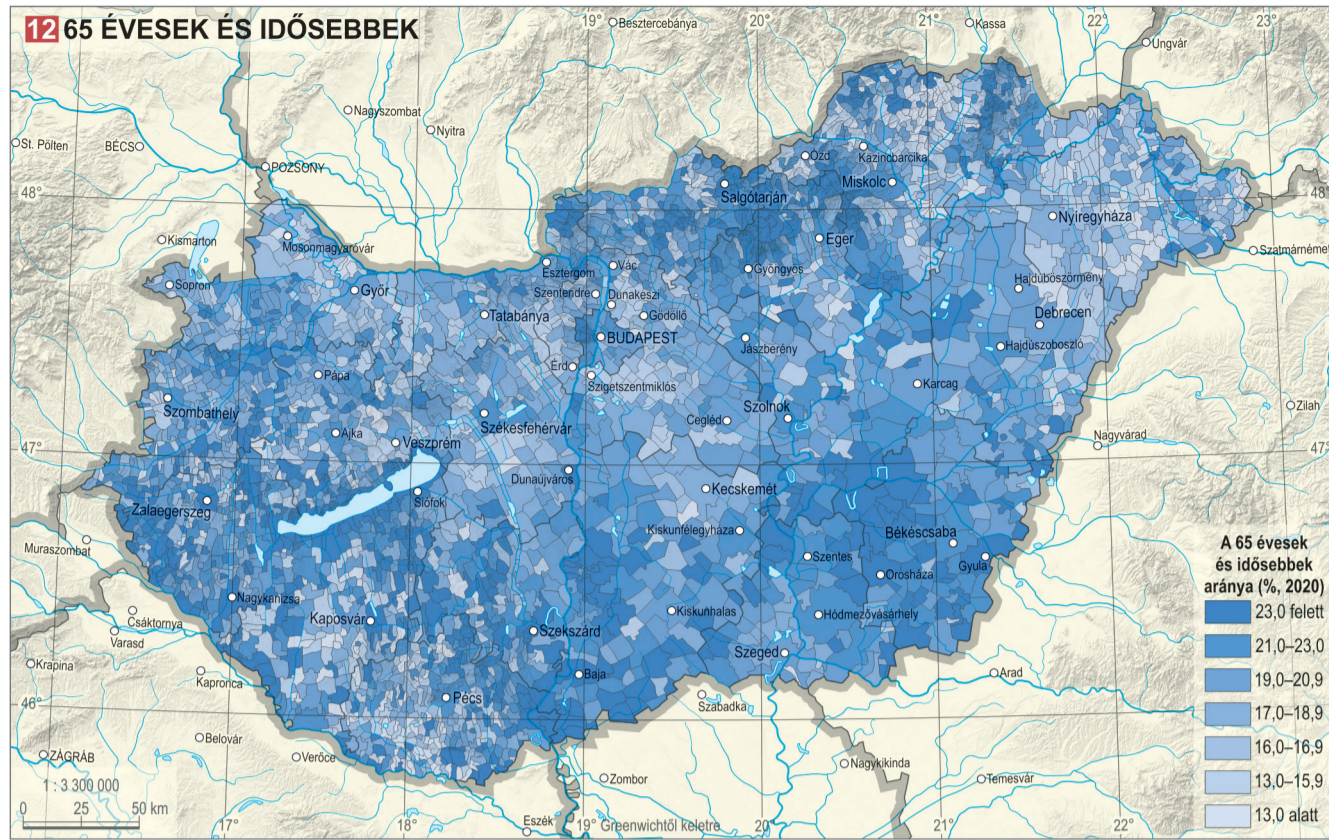 12 65 ÉVESEK ÉS IDŐSEBBEK
19°
20°
21°
22°
23°
Besztercebánya
Kassa
Ungvár
Nagyszombat
Nyitra
St. Pölten
BÉCS
POZSONY
Ózd
Kazincbarcika
Miskolc
Salgótarján
48°
48°
Nyíregyháza
Kismarton
Mosonmagyaróvár
Eger
Szatmárnémeti
Sopron
Győr
Esztergom
Vác
Gyöngyös
Hajdúböszörmény
Szentendre
Dunakeszi
Tatabánya
Gödöllő
Debrecen
BUDAPEST
Jászberény
Hajdúszoboszló
Érd
Pápa
Szigetszentmiklós
Karcag
Szombathely
Szolnok
Zilah
Székesfehérvár
Cegléd
Ajka
Veszprém
Nagyvárad
47°
47°
Dunaújváros
Kecskemét
Zalaegerszeg
Siófok
Kiskunfélegyháza
Békéscsaba
Muraszombat
Szentes
Gyula
Orosháza
Nagykanizsa
Csáktornya
Kaposvár
Kiskunhalas
Hódmezővásárhely
Varasd
Szekszárd
Szeged
Krapina
Kapronca
Baja
Arad
Pécs
Szabadka
46°
46°
Belovár
ZÁGRÁB
Verőce
Zombor
Nagykikinda
Temesvár
1 : 3 300 000
0 25 50 km
17°
18°
Eszék
19°
Greenwichtől keletre
20°
21°
22°
A 65 évesek
és idősebbek
aránya (%, 2020)
23,0 felett
21,0–23,0
19,0–20,9
17,0–18,9
16,0–16,9
13,0–15,9
13,0 alatt